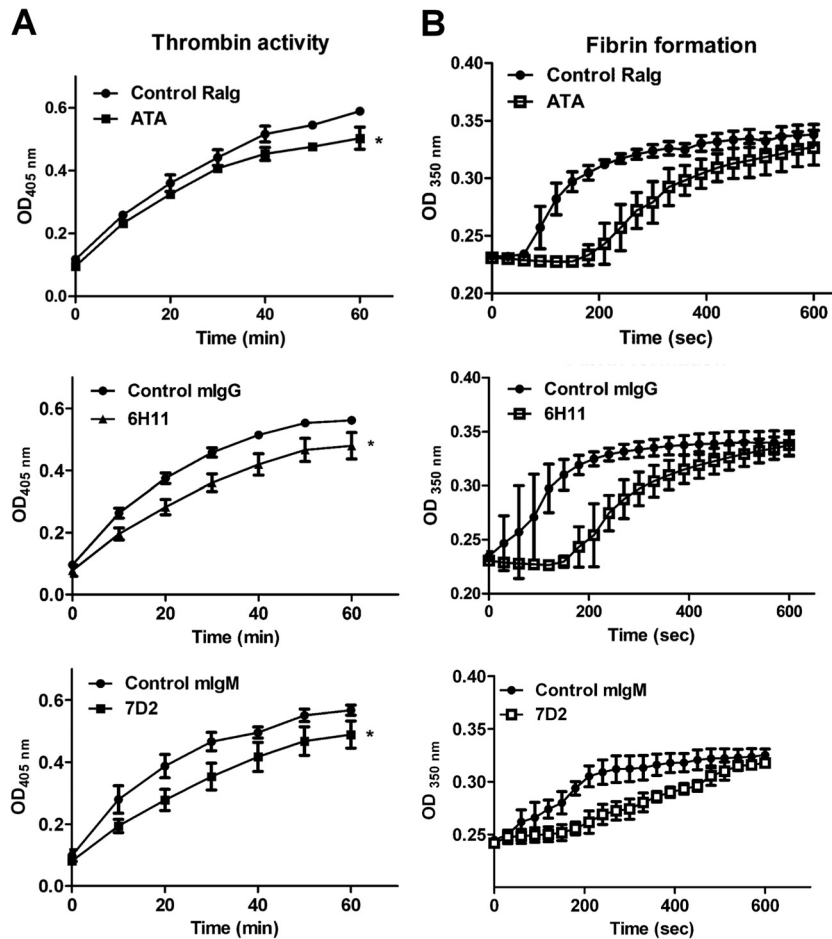 A
Thrombin activity
Control RaIg
ATA
0.6
0.4
0.2
0.0
OD405 nm
*
0 20 40 60
Time (min)
Control mIgG
6H11
0.6
0.4
0.2
0.0
OD405 nm
*
0 20 40 60
Time (min)
Control mIgM
7D2
0.6
0.4
0.2
0.0
OD405 nm
*
0 20 40 60
Time (min)
B
Fibrin formation
Control RaIg
ATA
0.40
0.35
0.30
0.25
0.20
OD 350 nm
0 200 400 600
Time (sec)
Control mIgG
6H11
0.40
0.35
0.30
0.25
0.20
OD 350 nm
0 200 400 600
Time (sec)
Control mIgM
7D2
0.40
0.35
0.30
0.25
OD 350 nm
0 200 400 600
Time (sec)